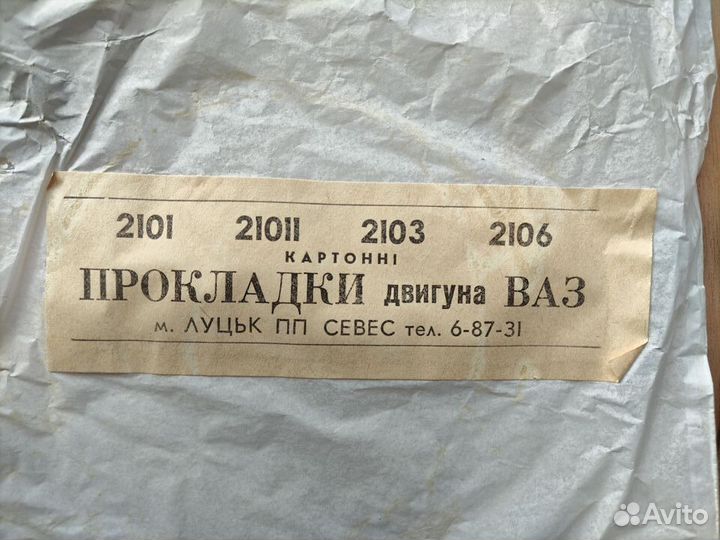 2101 21011 2103 2106
КАРТОННІ
ПРОКЛАДКИ двигуна ВАЗ
м. ЛУЦЬК ПП СЕВЕС тел. 6-87-31
Avito